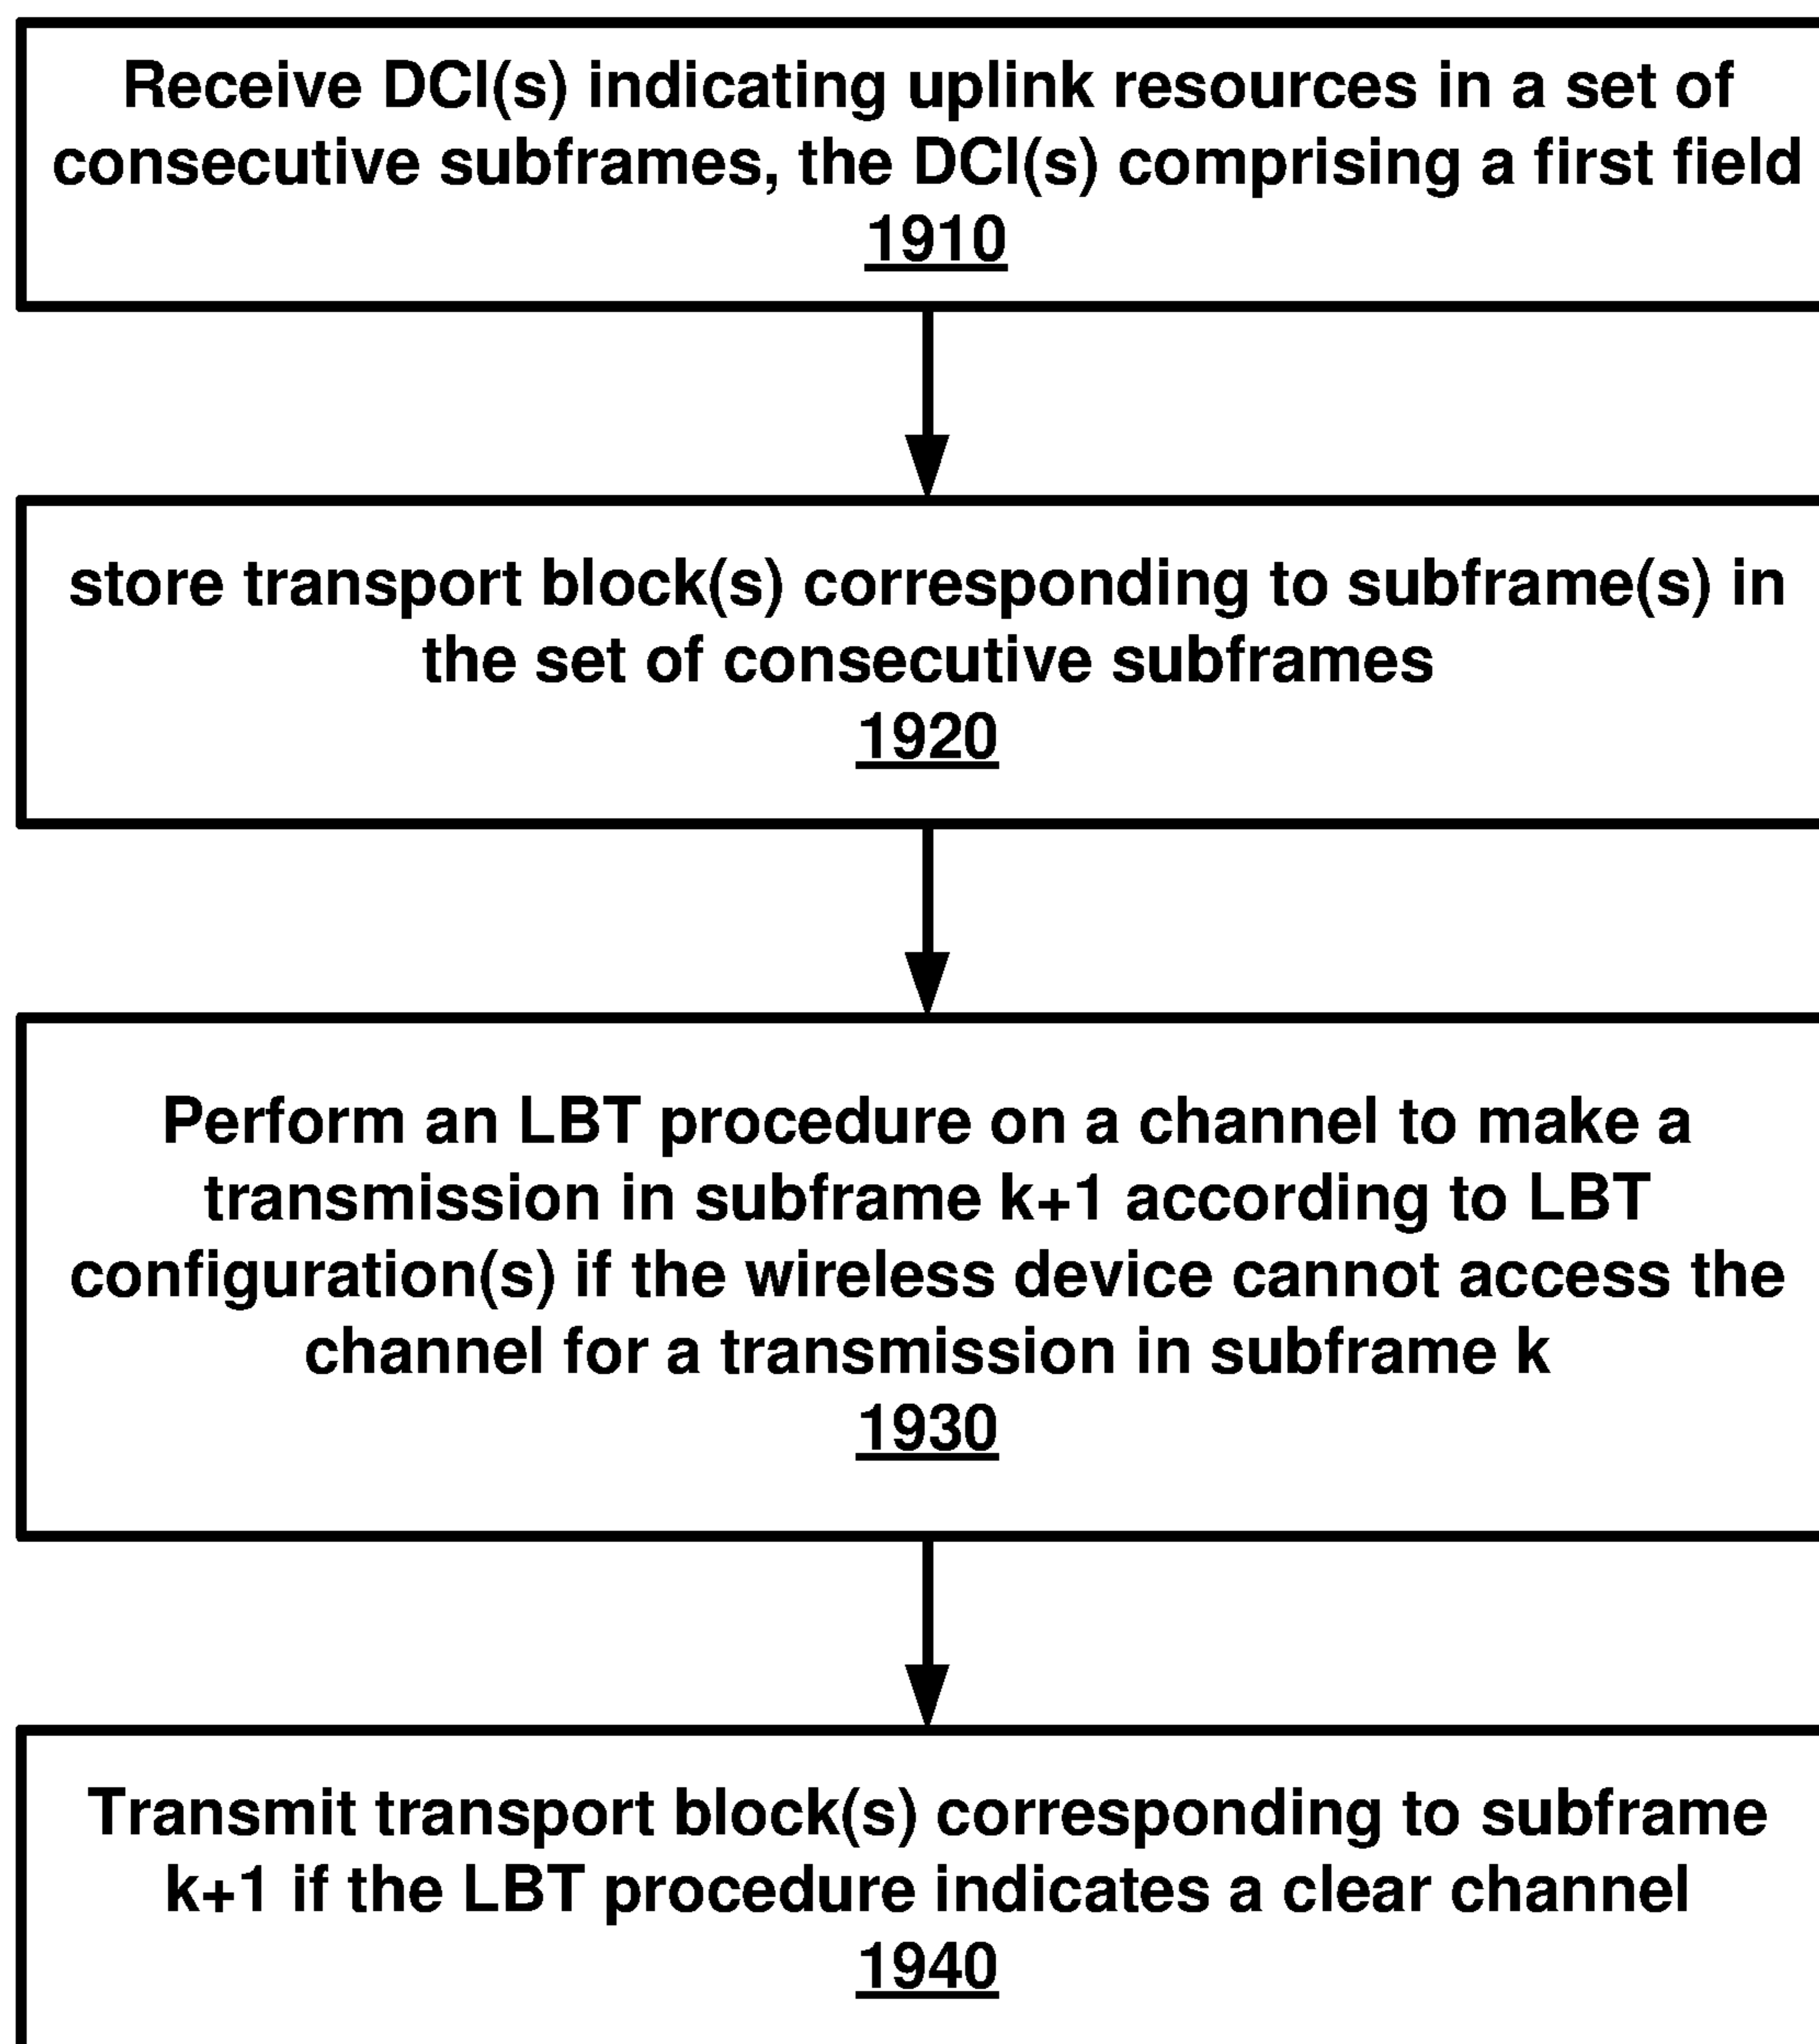 Receive DCI(s) indicating uplink resources in a set of
consecutive subframes, the DCI(s) comprising a first field
1910
store transport block(s) corresponding to subframe(s) in
the set of consecutive subframes
1920
Perform an LBT procedure on a channel to make a
transmission in subframe k+1 according to LBT
configuration(s) if the wireless device cannot access the
channel for a transmission in subframe k
1930
Transmit transport block(s) corresponding to subframe
k+1 if the LBT procedure indicates a clear channel
1940